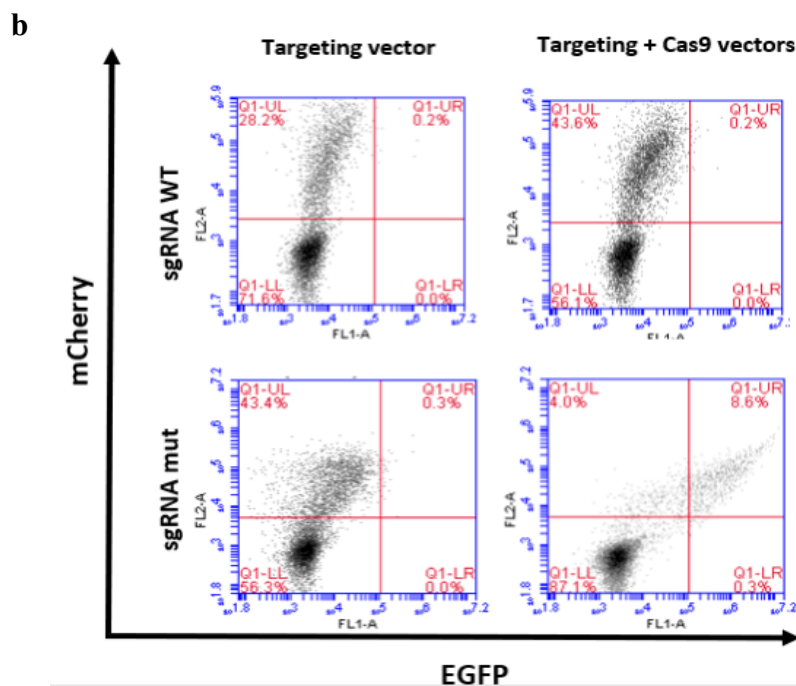 b
Targeting vector
Targeting + Cas9 vectors
mCherry
sgRNA WT
FL2-A
Q1-UL
28.2%
Q1-UR
0.2%
Q1-LL
71.6%
Q1-LR
0.0%
FL1-A
FL2-A
Q1-UL
43.6%
Q1-UR
0.2%
Q1-LL
56.1%
Q1-LR
0.0%
sgRNA mut
FL2-A
Q1-UL
43.4%
Q1-UR
0.3%
Q1-LL
56.3%
Q1-LR
0.0%
FL1-A
FL2-A
Q1-UL
4.0%
Q1-UR
8.6%
Q1-LL
87.1%
Q1-LR
0.3%
FL1-A
EGFP